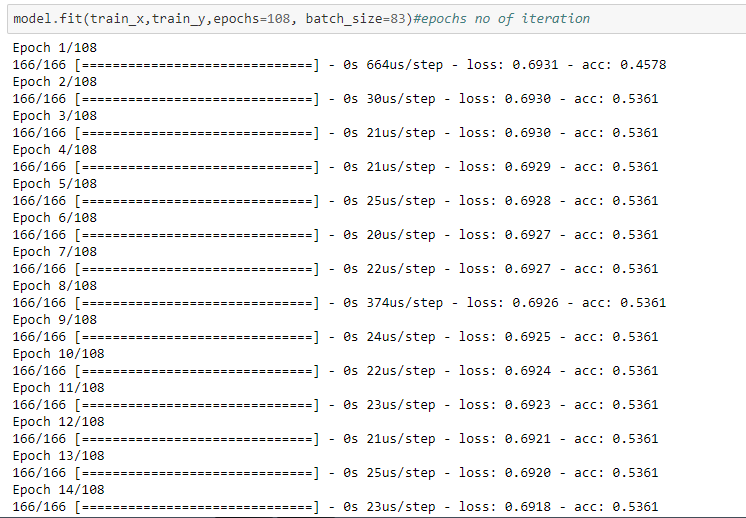 model.fit(train_x,train_y,epochs=108, batch_size=83)#epochs no of iteration
Epoch 1/108
166/166 [==============================] - 0s 664us/step - loss: 0.6931 - acc: 0.4578
Epoch 2/108
166/166 [==============================] - 0s 30us/step - loss: 0.6930 - acc: 0.5361
Epoch 3/108
166/166 [==============================] - 0s 21us/step - loss: 0.6930 - acc: 0.5361
Epoch 4/108
166/166 [==============================] - 0s 21us/step - loss: 0.6929 - acc: 0.5361
Epoch 5/108
166/166 [==============================] - 0s 25us/step - loss: 0.6928 - acc: 0.5361
Epoch 6/108
166/166 [==============================] - 0s 20us/step - loss: 0.6927 - acc: 0.5361
Epoch 7/108
166/166 [==============================] - 0s 22us/step - loss: 0.6927 - acc: 0.5361
Epoch 8/108
166/166 [==============================] - 0s 374us/step - loss: 0.6926 - acc: 0.5361
Epoch 9/108
166/166 [==============================] - 0s 24us/step - loss: 0.6925 - acc: 0.5361
Epoch 10/108
166/166 [==============================] - 0s 22us/step - loss: 0.6924 - acc: 0.5361
Epoch 11/108
166/166 [==============================] - 0s 23us/step - loss: 0.6923 - acc: 0.5361
Epoch 12/108
166/166 [==============================] - 0s 21us/step - loss: 0.6921 - acc: 0.5361
Epoch 13/108
166/166 [==============================] - 0s 25us/step - loss: 0.6920 - acc: 0.5361
Epoch 14/108
166/166 [==============================] - 0s 23us/step - loss: 0.6918 - acc: 0.5361